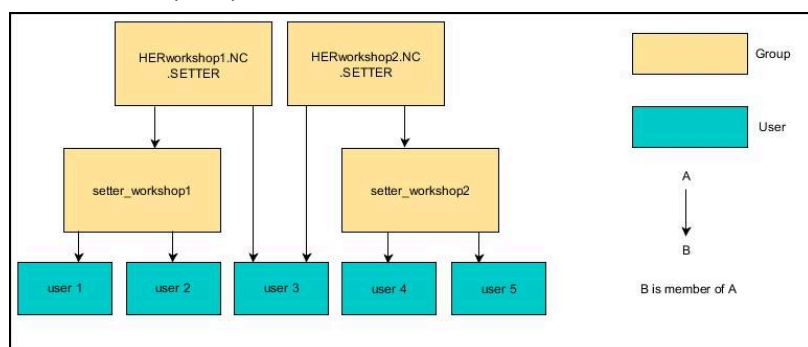 HERworkshop1.NC
.SETTER
HERworkshop2.NC
.SETTER
Group
User
setter_workshop1
setter_workshop2
A
B
user 1
user 2
user 3
user 4
user 5
B is member of A